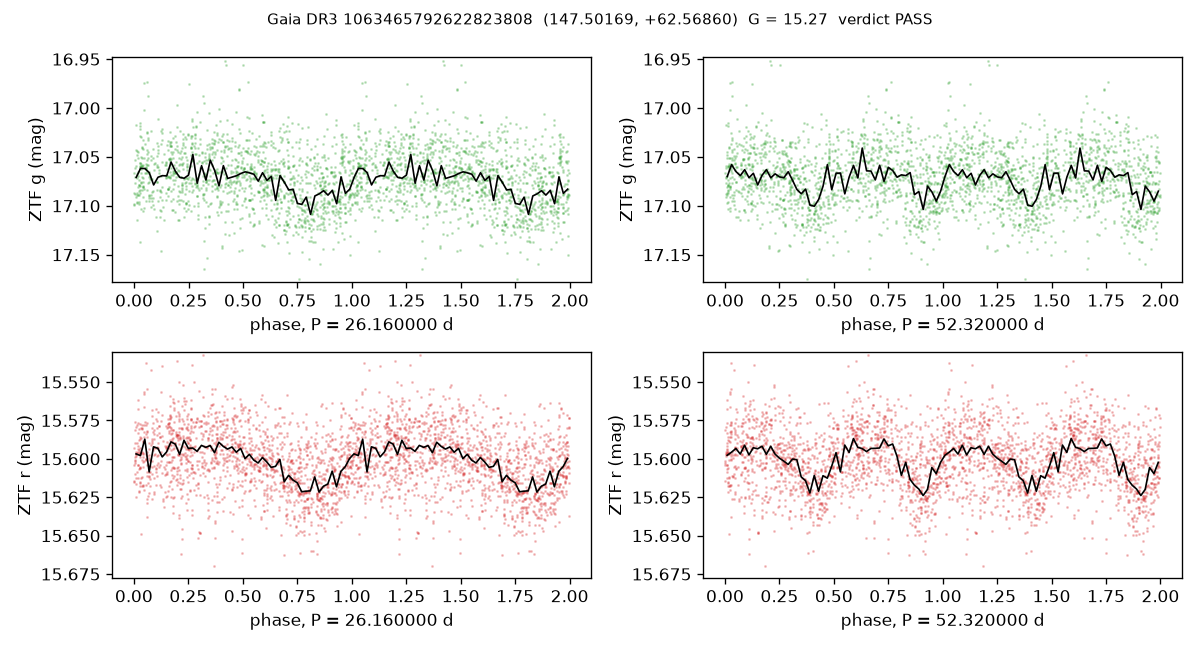 Gaia DR3 1063465792622823808 (147.50169, +62.56860) G = 15.27 verdict PASS
16.95
17.00
17.05
17.10
17.15
ZTF g (mag)
0.00 0.25 0.50 0.75 1.00 1.25 1.50 1.75 2.00
phase, P = 26.160000 d
16.95
17.00
17.05
17.10
17.15
ZTF g (mag)
0.00 0.25 0.50 0.75 1.00 1.25 1.50 1.75 2.00
phase, P = 52.320000 d
15.550
15.575
15.600
15.625
15.650
15.675
ZTF r (mag)
0.00 0.25 0.50 0.75 1.00 1.25 1.50 1.75 2.00
phase, P = 26.160000 d
15.550
15.575
15.600
15.625
15.650
15.675
ZTF r (mag)
0.00 0.25 0.50 0.75 1.00 1.25 1.50 1.75 2.00
phase, P = 52.320000 d